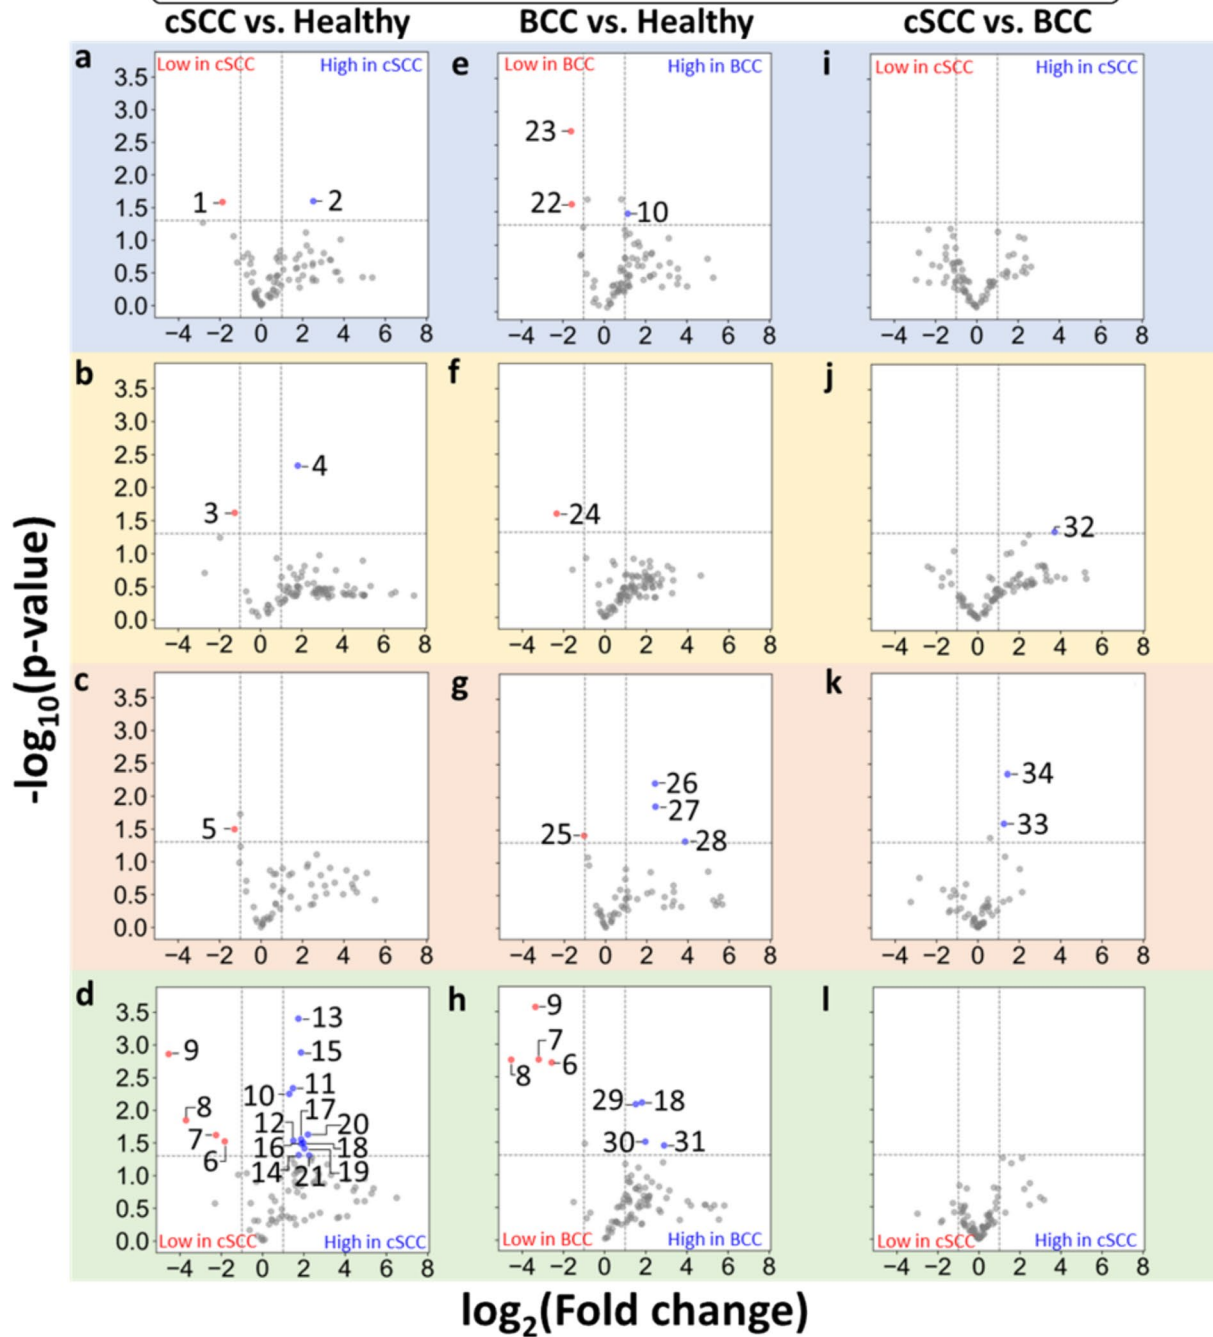 cSCC vs. Healthy BCC vs. Healthy cSCC vs. BCC
-log10(p-value)
a
Low in cSCC High in cSCC
3.5
3.0
2.5
2.0
1.5
1.0
0.5
0.0
1 2
−4 −2 0 2 4 6 8
e
Low in BCC High in BCC
23
22 10
−4 −2 0 2 4 6 8
i
Low in cSCC High in cSCC
−4 −2 0 2 4 6 8
b
3.5
3.0
2.5
2.0
1.5
1.0
0.5
0.0
4
3
−4 −2 0 2 4 6 8
f
24
−4 −2 0 2 4 6 8
j
32
−4 −2 0 2 4 6 8
c
3.5
3.0
2.5
2.0
1.5
1.0
0.5
0.0
5
−4 −2 0 2 4 6 8
g
26
27
25 28
−4 −2 0 2 4 6 8
k
34
33
−4 −2 0 2 4 6 8
d
3.5
3.0
2.5
2.0
1.5
1.0
0.5
0.0
13
9 15
10 11
8 12 17 20
7 16 18
6 14 21 19
Low in cSCC High in cSCC
−4 −2 0 2 4 6 8
h
9
7
8 6
29 18
30 31
Low in BCC High in BCC
−4 −2 0 2 4 6 8
l
Low in cSCC High in cSCC
−4 −2 0 2 4 6 8
log2(Fold change)